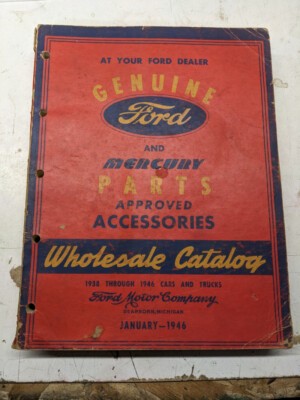 AT YOUR FORD DEALER
GENUINE
Ford
AND
MERCURY
PARTS
APPROVED
ACCESSORIES
Wholesale Catalog
1928 THROUGH 1946 CARS AND TRUCKS
Ford Motor Company
DEARBORN, MICHIGAN
JANUARY—1946